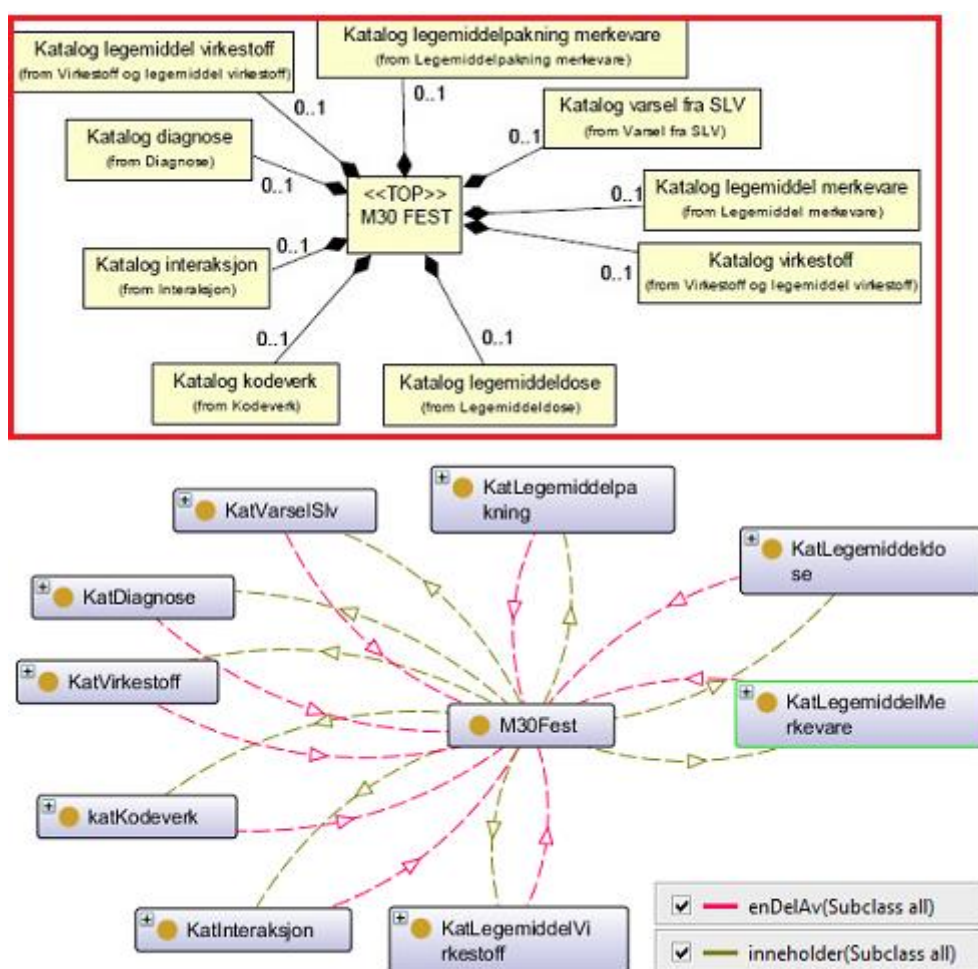 Katalog legemiddel virkestoff
(from Virkestoff og legemiddel virkestoff)
0..1
Katalog legemiddelpakning merkevare
(from Legemiddelpakning merkevare)
0..1
Katalog varsel fra SLV
(from Varsel fra SLV)
0..1
Katalog diagnose
(from Diagnose)
0..1
<<TOP>>
M30 FEST
Katalog legemiddel merkevare
(from Legemiddel merkevare)
0..1
Katalog interaksjon
(from Interaksjon)
0..1
Katalog virkestoff
(from Virkestoff og legemiddel virkestoff)
0..1
Katalog kodeverk
(from Kodeverk)
0..1
Katalog legemiddeldose
(from Legemiddeldose)
0..1
KatVarselSlv
KatLegemiddelpa
kning
KatLegemiddeldo
se
KatDiagnose
KatVirkestoff
M30Fest
KatLegemiddelMe
rkevare
katKodeverk
KatInteraksjon
KatLegemiddelVi
rkestoff
enDelAv(Subclass all)
inneholder(Subclass all)